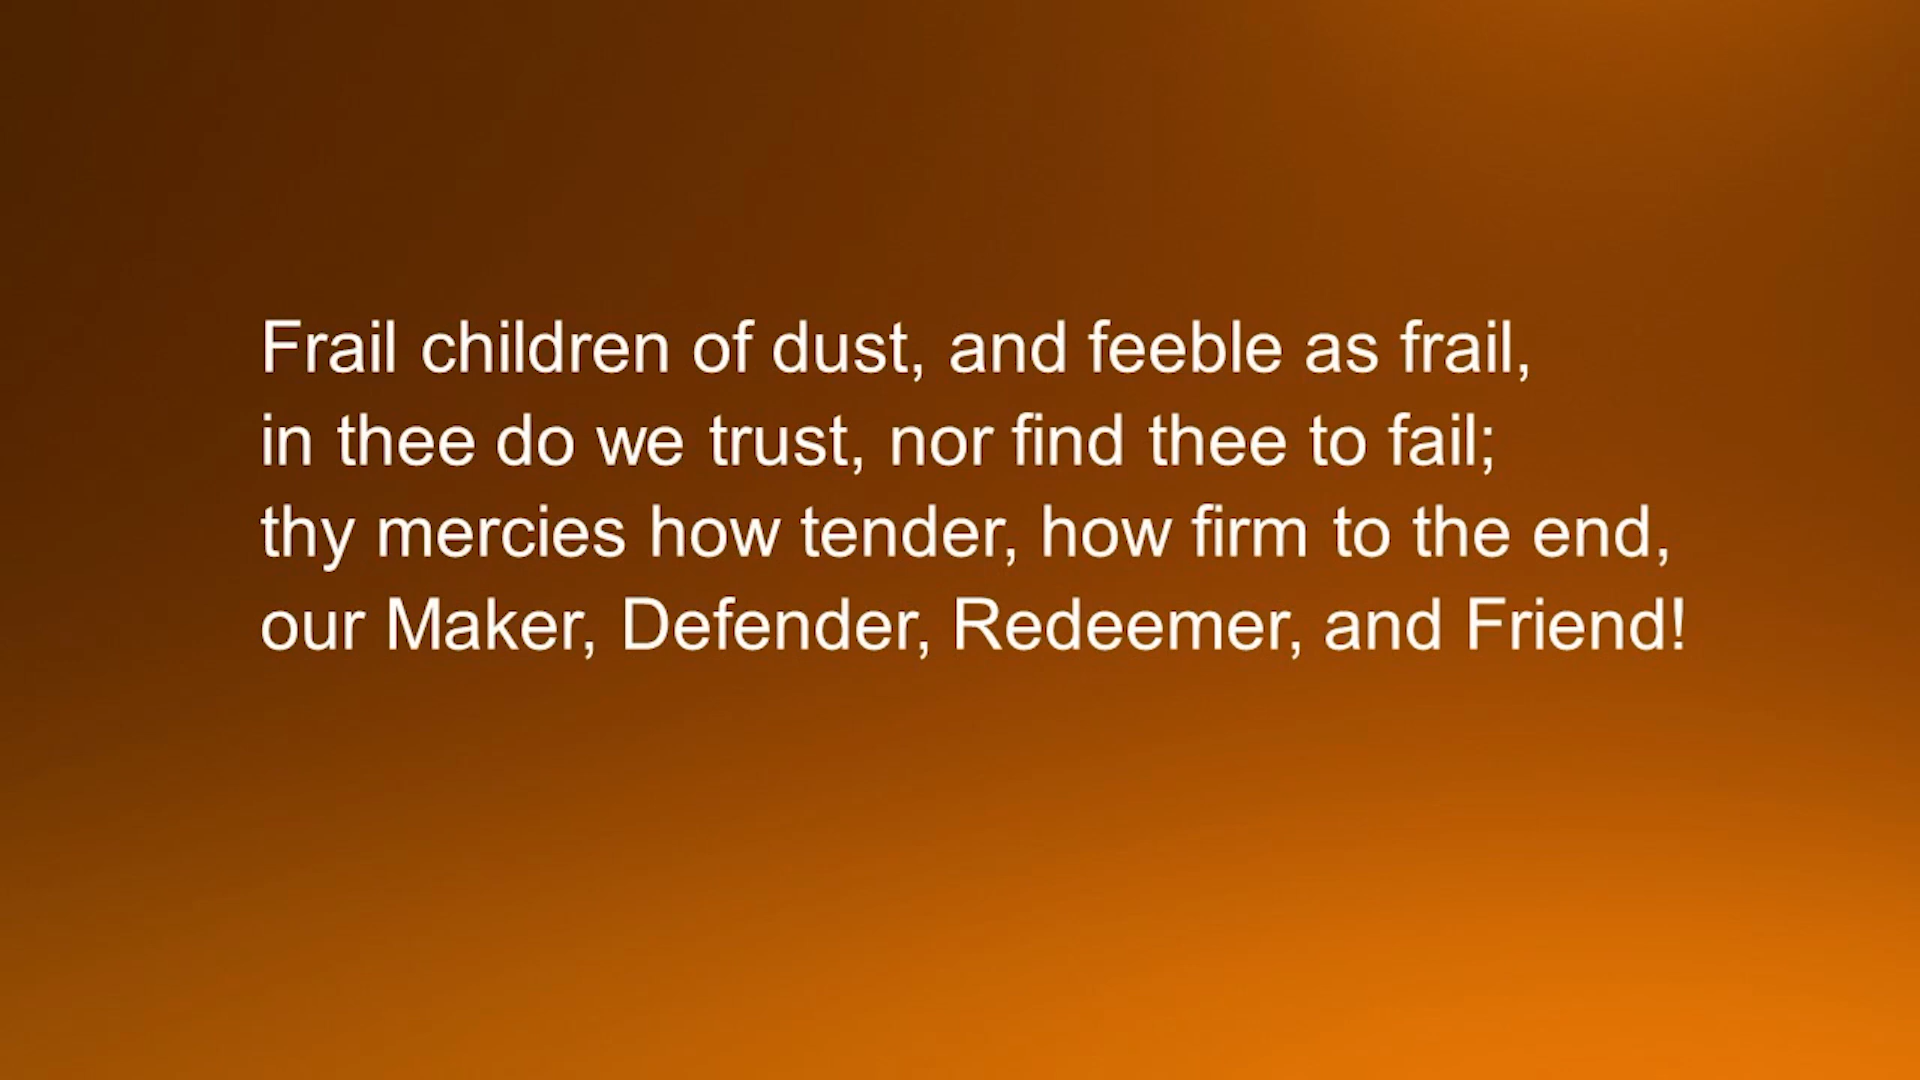 Frail children of dust, and feeble as frail,
in thee do we trust, nor find thee to fail;
thy mercies how tender, how firm to the end,
our Maker, Defender, Redeemer, and Friend!